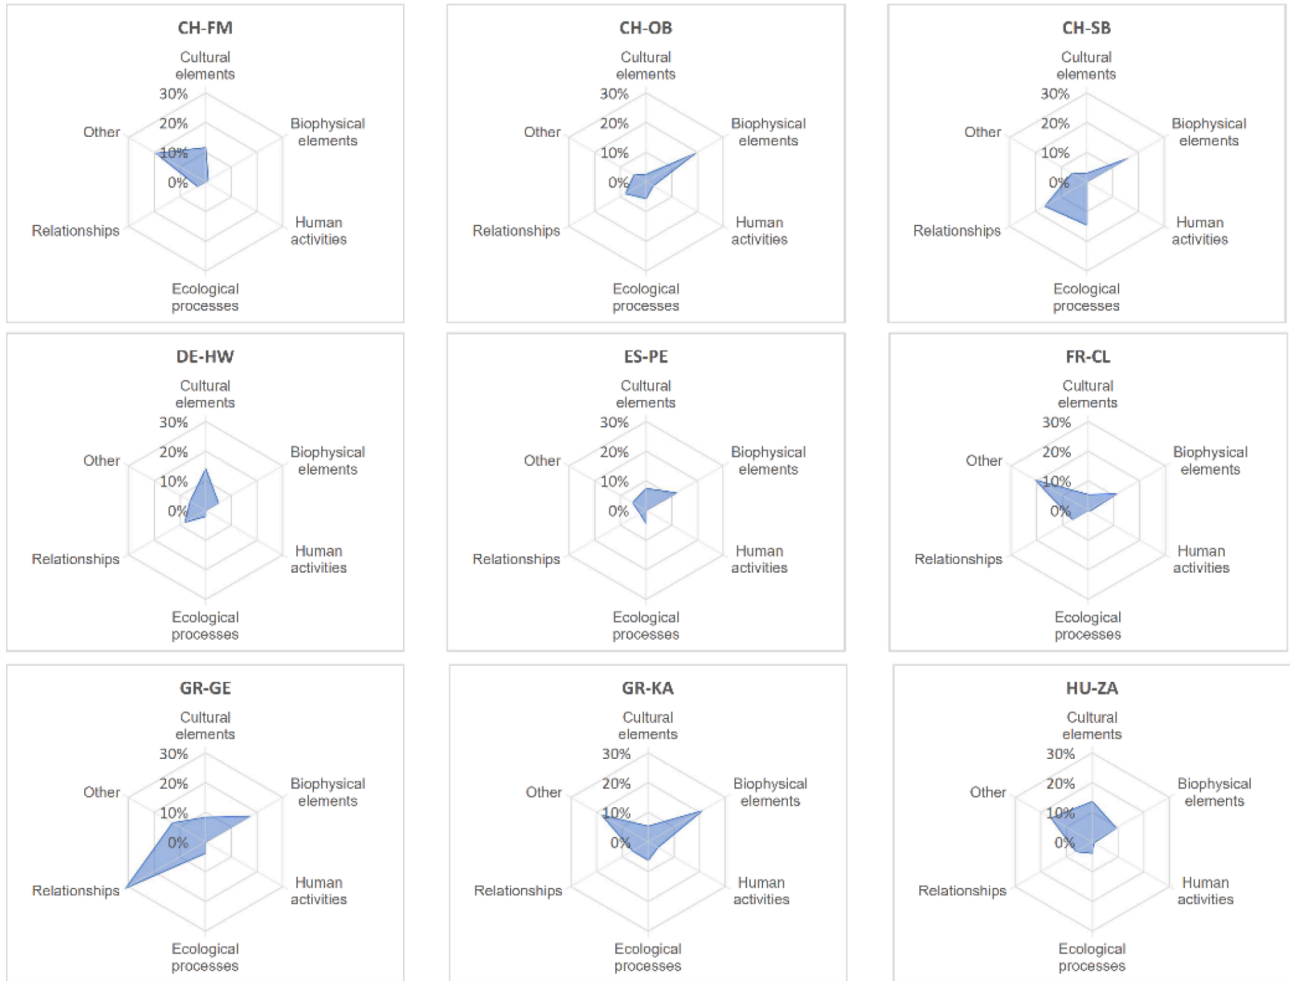 CH-FM
Cultural
elements
30%
20%
10%
0%
Biophysical
elements
Human
activities
Ecological
processes
Relationships
Other
CH-OB
Cultural
elements
30%
20%
10%
0%
Biophysical
elements
Human
activities
Ecological
processes
Relationships
Other
CH-SB
Cultural
elements
30%
20%
10%
0%
Biophysical
elements
Human
activities
Ecological
processes
Relationships
Other
DE-HW
Cultural
elements
30%
20%
10%
0%
Biophysical
elements
Human
activities
Ecological
processes
Relationships
Other
ES-PE
Cultural
elements
30%
20%
10%
0%
Biophysical
elements
Human
activities
Ecological
processes
Relationships
Other
FR-CL
Cultural
elements
30%
20%
10%
0%
Biophysical
elements
Human
activities
Ecological
processes
Relationships
Other
GR-GE
Cultural
elements
30%
20%
10%
0%
Biophysical
elements
Human
activities
Ecological
processes
Relationships
Other
GR-KA
Cultural
elements
30%
20%
10%
0%
Biophysical
elements
Human
activities
Ecological
processes
Relationships
Other
HU-ZA
Cultural
elements
30%
20%
10%
0%
Biophysical
elements
Human
activities
Ecological
processes
Relationships
Other